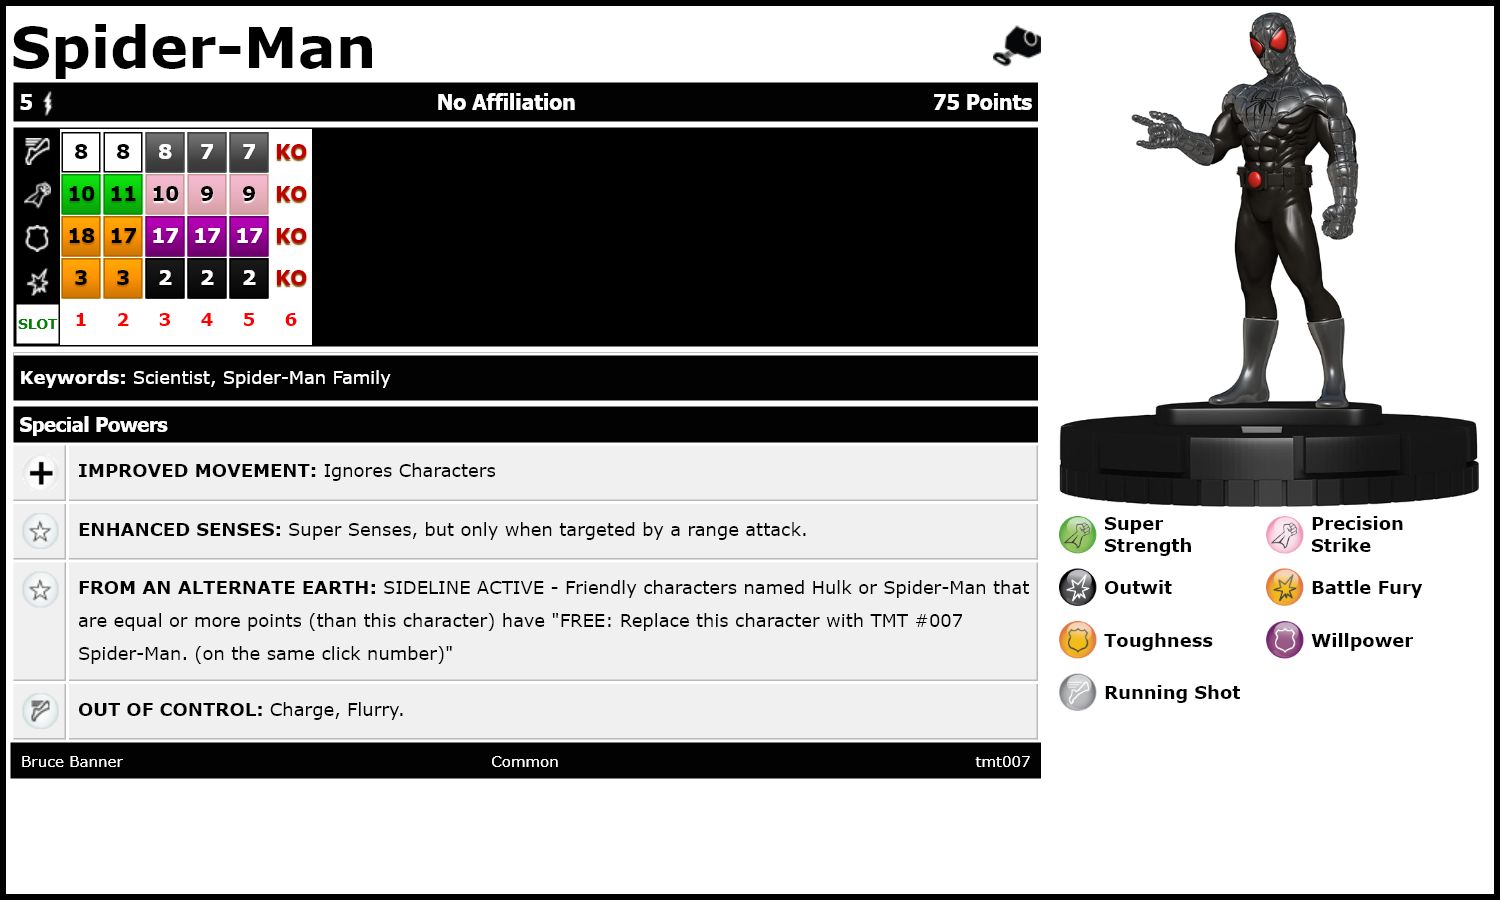 Spider-Man
5 No Affiliation 75 Points
8 8 8 7 7 KO
10 11 10 9 9 KO
18 17 17 17 17 KO
3 3 2 2 2 KO
SLOT 1 2 3 4 5 6
Keywords: Scientist, Spider-Man Family
Special Powers
IMPROVED MOVEMENT: Ignores Characters
ENHANCED SENSES: Super Senses, but only when targeted by a range attack.
FROM AN ALTERNATE EARTH: SIDELINE ACTIVE - Friendly characters named Hulk or Spider-Man that
are equal or more points (than this character) have "FREE: Replace this character with TMT #007
Spider-Man. (on the same click number)"
OUT OF CONTROL: Charge, Flurry.
Bruce Banner Common tmt007
Super
Strength
Precision
Strike
Outwit
Battle Fury
Toughness
Willpower
Running Shot